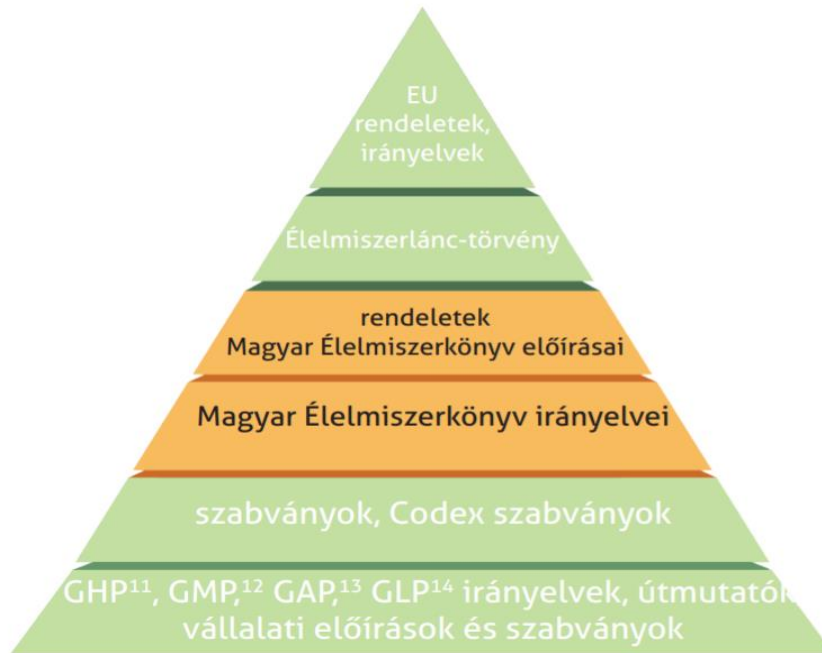 EU
rendeletek,
irányelvek
Élelmiszerlánc-törvény
rendeletek
Magyar Élelmiszerkönyv előírásai
Magyar Élelmiszerkönyv irányelvei
szabványok, Codex szabványok
GHP¹¹, GMP,¹² GAP,¹³ GLP¹⁴ irányelvek, útmutatók
vállalati előírások és szabványok